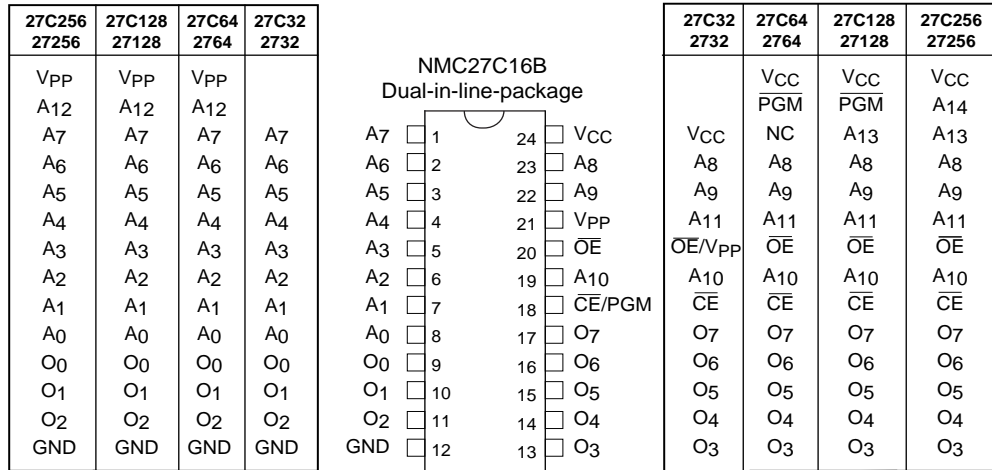 27C256 27C128 27C64 27C32 27C32 27C64 27C128 27C256
27256 27128 2764 2732 2732 2764 27128 27256
NMC27C16B
Dual-in-line-package
VPP VPP VPP VCC VCC VCC
A12 A12 A12 PGM PGM A14
A7 A7 A7 A7 A7 1 24 VCC VCC NC A13 A13
A6 A6 A6 A6 A6 2 23 A8 A8 A8 A8 A8
A5 A5 A5 A5 A5 3 22 A9 A9 A9 A9 A9
A4 A4 A4 A4 A4 4 21 VPP A11 A11 A11 A11
A3 A3 A3 A3 A3 5 20 OE OE/VPP OE OE OE
A2 A2 A2 A2 A2 6 19 A10 A10 A10 A10 A10
A1 A1 A1 A1 A1 7 18 CE/PGM CE CE CE CE
A0 A0 A0 A0 A0 8 17 O7 O7 O7 O7 O7
O0 O0 O0 O0 O0 9 16 O6 O6 O6 O6 O6
O1 O1 O1 O1 O1 10 15 O5 O5 O5 O5 O5
O2 O2 O2 O2 O2 11 14 O4 O4 O4 O4 O4
GND GND GND GND GND 12 13 O3 O3 O3 O3 O3